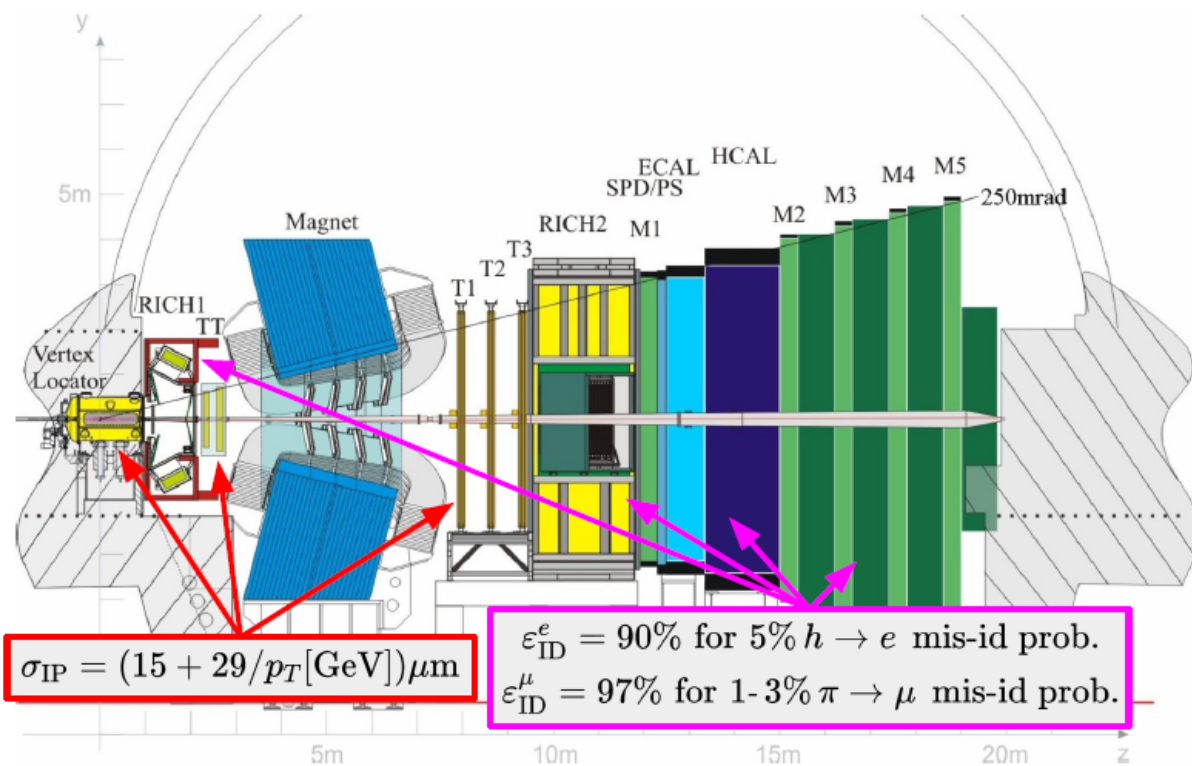 y
5m
Magnet
RICH1
TT
Vertex
Locator
T1
T2
T3
RICH2
SPD/PS
ECAL
HCAL
M1
M2
M3
M4
M5
250mrad
σ_IP = (15 + 29/p_T[GeV])μm
ε^e_ID = 90% for 5% h → e mis-id prob.
ε^μ_ID = 97% for 1-3% π → μ mis-id prob.
5m
10m
15m
20m
z